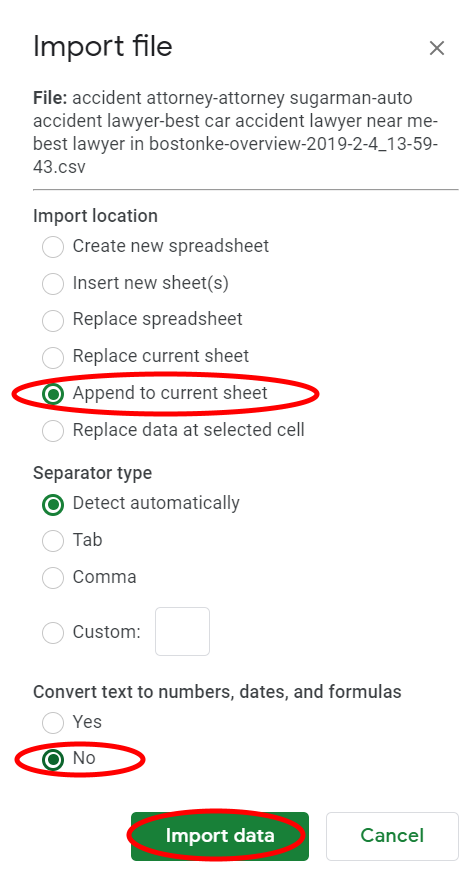 Import file
File: accident attorney-attorney sugarman-auto
accident lawyer-best car accident lawyer near me-
best lawyer in bostonke-overview-2019-2-4_13-59-
43.csv
Import location
Create new spreadsheet
Insert new sheet(s)
Replace spreadsheet
Replace current sheet
Append to current sheet
Replace data at selected cell
Separator type
Detect automatically
Tab
Comma
Custom:
Convert text to numbers, dates, and formulas
Yes
No
Import data
Cancel